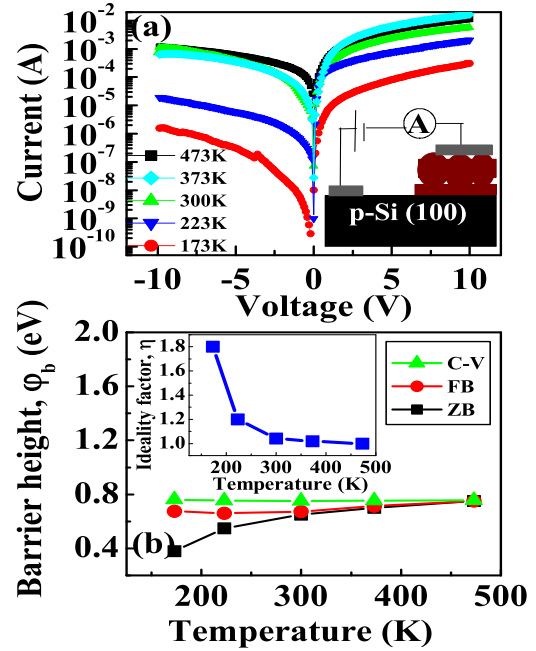 (a)
Current (A)
10^-2
10^-3
10^-4
10^-5
10^-6
10^-7
10^-8
10^-9
10^-10
473K
373K
300K
223K
173K
A
p-Si (100)
-10 -5 0 5 10
Voltage (V)
Barrier height, φ_b (eV)
2.0
1.6
1.2
0.8
0.4
Ideality factor, η
1.8
1.6
1.4
1.2
1.0
200 300 400 500
Temperature (K)
C-V
FB
ZB
(b)
200 300 400 500
Temperature (K)